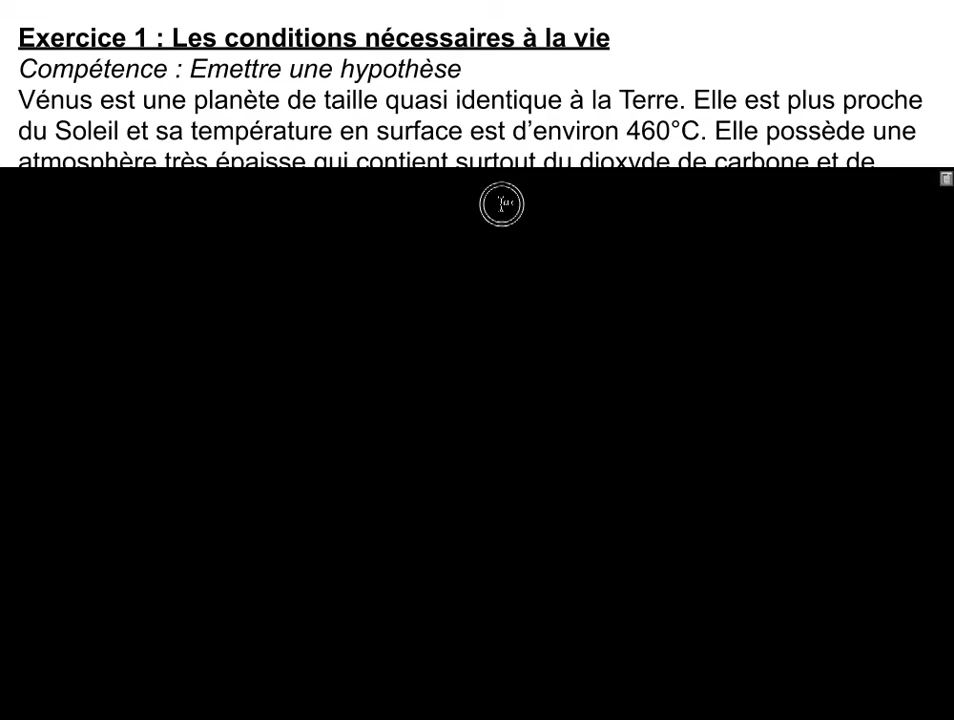 Exercice 1 : Les conditions nécessaires à la vie
Compétence : Emettre une hypothèse
Vénus est une planète de taille quasi identique à la Terre. Elle est plus proche
du Soleil et sa température en surface est d’environ 460°C. Elle possède une
atmosphère très épaisse qui contient surtout du dioxyde de carbone et de